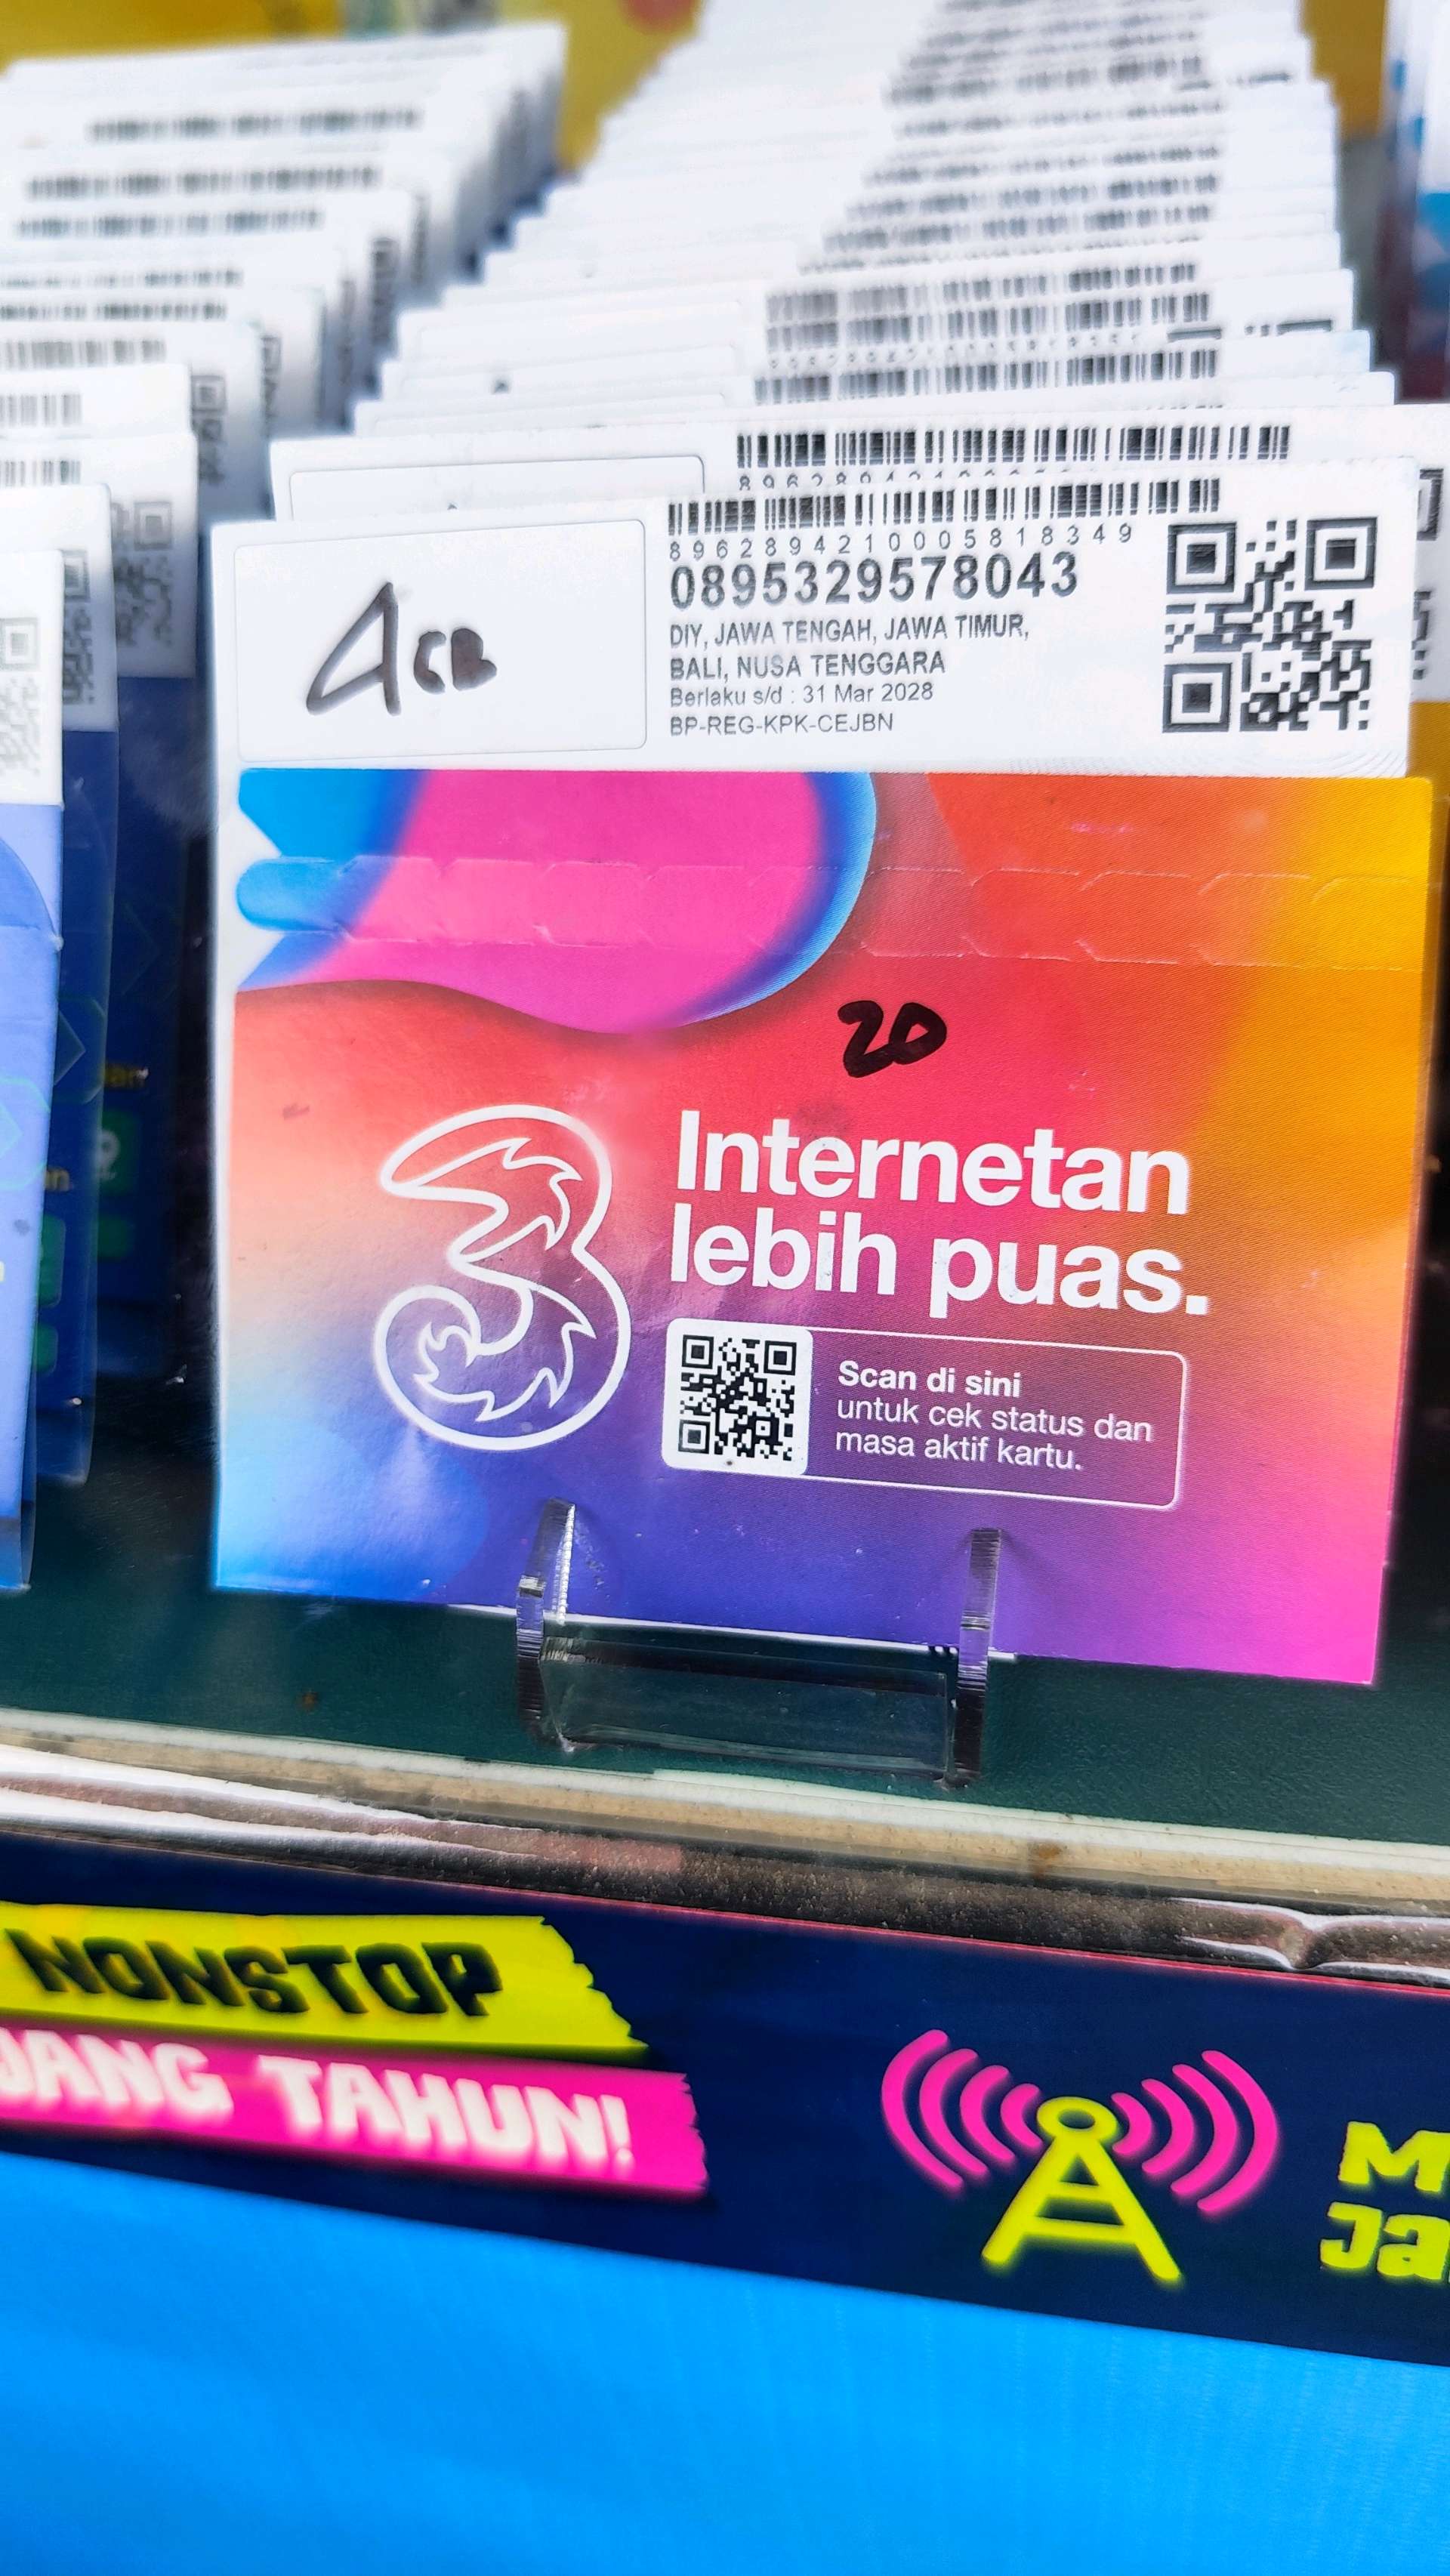 8962894210005818349
0895329578043
DIY, JAWA TENGAH, JAWA TIMUR,
BALI, NUSA TENGGARA
Berlaku s/d : 31 Mar 2028
BP-REG-KPK-CEJBN
20
3
Internetan
lebih puas.
Scan di sini
untuk cek status dan
masa aktif kartu.
NONSTOP
TAHUN!